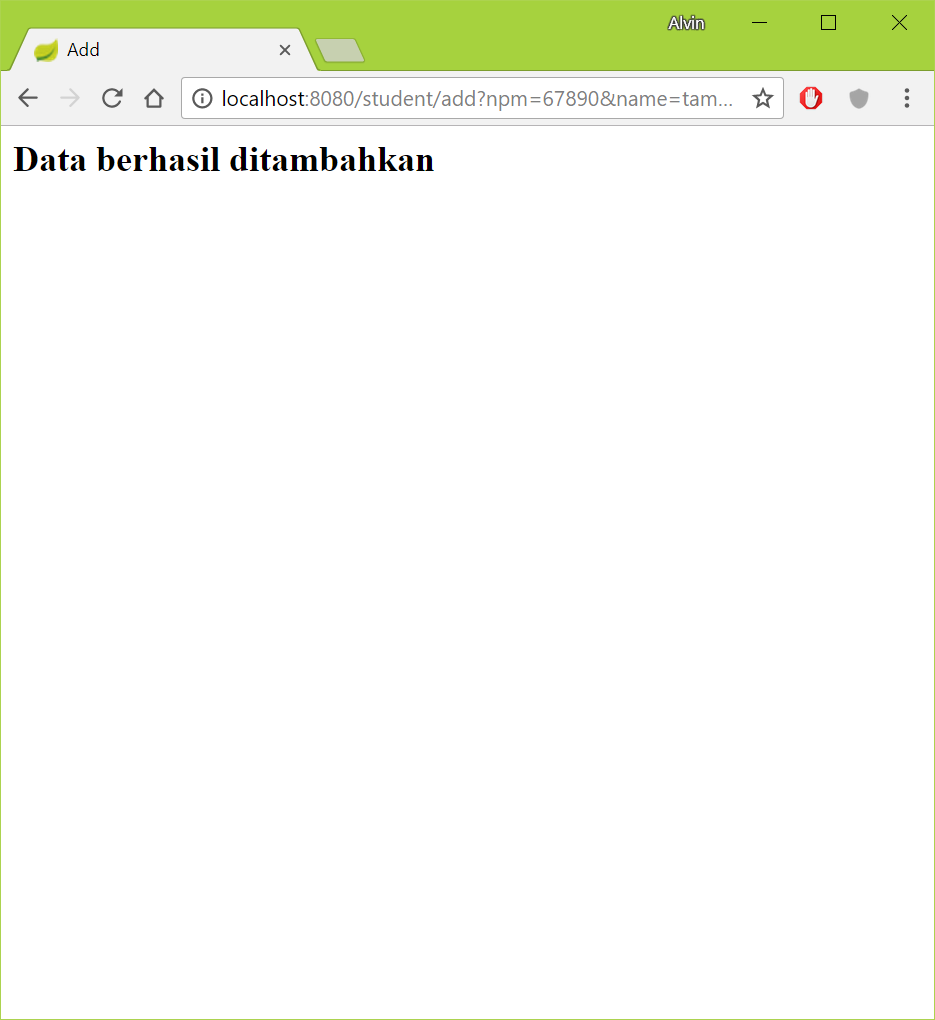 Alvin
Add
localhost:8080/student/add?npm=67890&name=tam...
Data berhasil ditambahkan